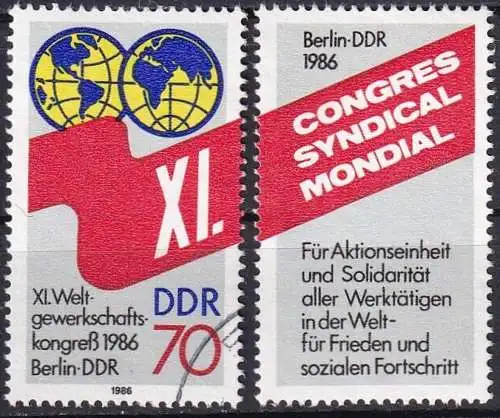 XI.
XI. Welt-
gewerkschafts-
kongreß 1986
Berlin·DDR
DDR
70
1986
Berlin·DDR
1986
CONGRES
SYNDICAL
MONDIAL
Für Aktionseinheit
und Solidarität
aller Werktätigen
in der Welt-
für Frieden und
sozialen Fortschritt